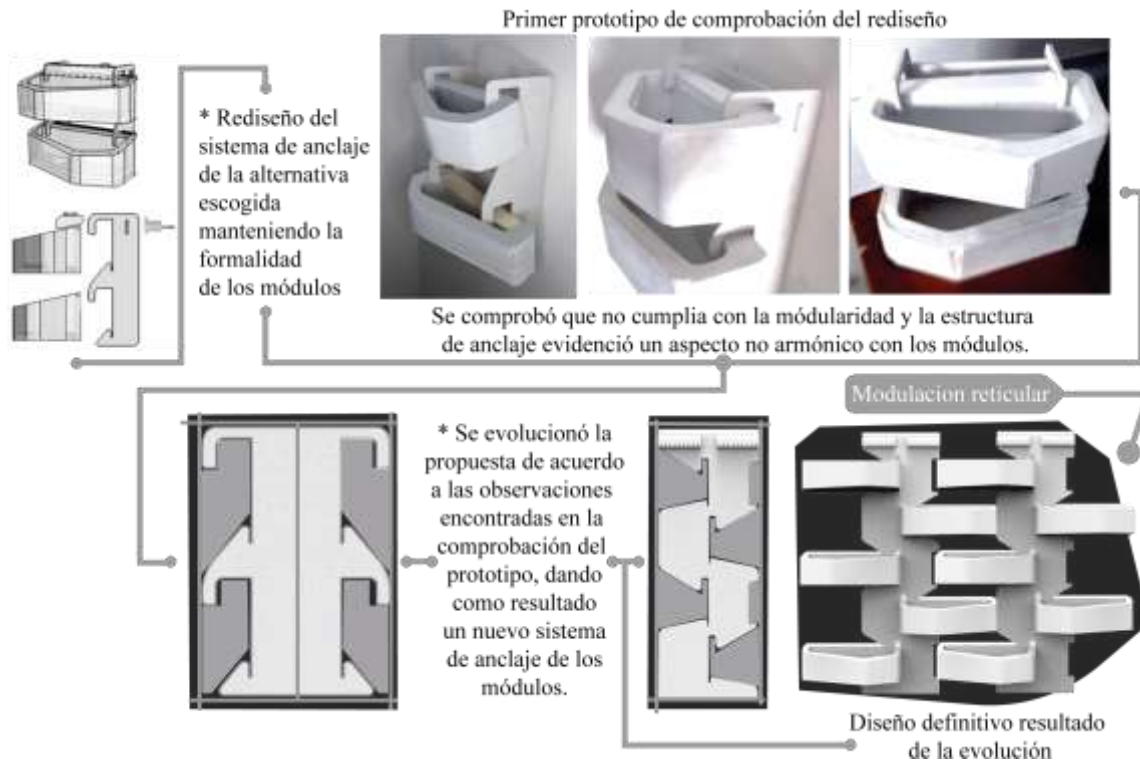 Primer prototipo de comprobación del rediseño
* Rediseño del
sistema de anclaje
de la alternativa
escogida
manteniendo la
formalidad
de los módulos
Se comprobó que no cumplia con la módularidad y la estructura
de anclaje evidenció un aspecto no armónico con los módulos.
Modulacion reticular
* Se evolucionó la
propuesta de acuerdo
a las observaciones
encontradas en la
comprobación del
prototipo, dando
como resultado
un nuevo sistema
de anclaje de los
módulos.
Diseño definitivo resultado
de la evolución